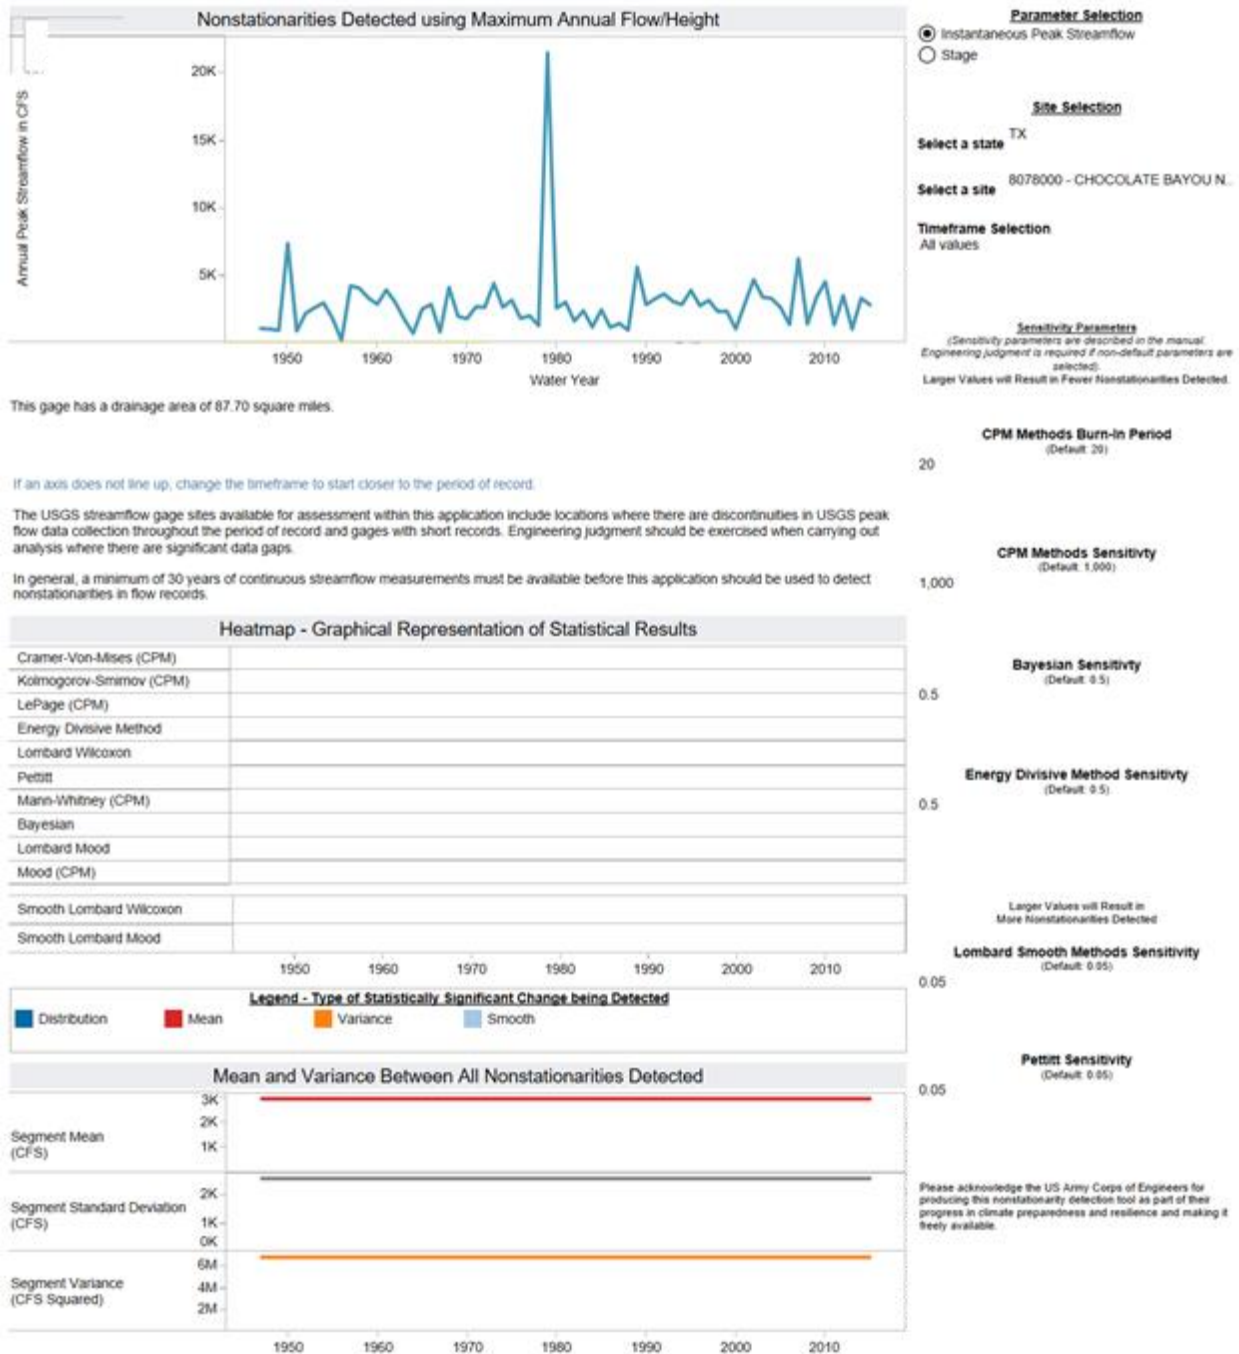 Nonstationarities Detected using Maximum Annual Flow/Height
Annual Peak Streamflow in CFS
20K
15K
10K
5K
1950 1960 1970 1980 1990 2000 2010
Water Year
This gage has a drainage area of 87.70 square miles.
If an axis does not line up, change the timeframe to start closer to the period of record.
The USGS streamflow gage sites available for assessment within this application include locations where there are discontinuities in USGS peak
flow data collection throughout the period of record and gages with short records. Engineering judgment should be exercised when carrying out
analysis where there are significant data gaps.
In general, a minimum of 30 years of continuous streamflow measurements must be available before this application should be used to detect
nonstationarities in flow records.
Heatmap - Graphical Representation of Statistical Results
Cramer-Von-Mises (CPM)
Kolmogorov-Smirnov (CPM)
LePage (CPM)
Energy Divisive Method
Lombard Wilcoxon
Pettitt
Mann-Whitney (CPM)
Bayesian
Lombard Mood
Mood (CPM)
Smooth Lombard Wilcoxon
Smooth Lombard Mood
1950 1960 1970 1980 1990 2000 2010
Legend - Type of Statistically Significant Change being Detected
Distribution Mean Variance Smooth
Mean and Variance Between All Nonstationarities Detected
Segment Mean
(CFS)
3K
2K
1K
Segment Standard Deviation
(CFS)
2K
1K
0K
Segment Variance
(CFS Squared)
6M
4M
2M
1950 1960 1970 1980 1990 2000 2010
Parameter Selection
Instantaneous Peak Streamflow
Stage
Site Selection
Select a state TX
Select a site 8078000 - CHOCOLATE BAYOU N..
Timeframe Selection
All values
Sensitivity Parameters
(Sensitivity parameters are described in the manual.
Engineering judgment is required if non-default parameters are
selected).
Larger Values will Result in Fewer Nonstationarities Detected.
CPM Methods Burn-In Period
(Default: 20)
20
CPM Methods Sensitivty
(Default: 1,000)
1,000
Bayesian Sensitivty
(Default: 0.5)
0.5
Energy Divisive Method Sensitivty
(Default: 0.5)
0.5
Larger Values will Result in
More Nonstationarities Detected
Lombard Smooth Methods Sensitivity
(Default: 0.05)
0.05
Pettitt Sensitivity
(Default: 0.05)
0.05
Please acknowledge the US Army Corps of Engineers for
producing this nonstationarity detection tool as part of their
progress in climate preparedness and resilience and making it
freely available.